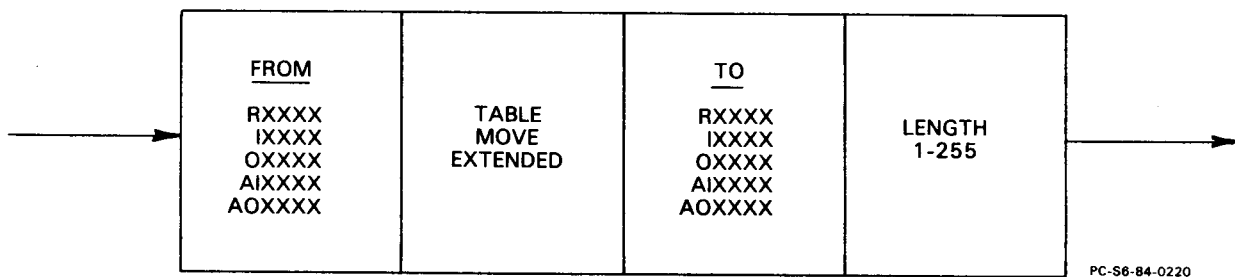 FROM
RXXXX
IXXXX
OXXXX
AIXXXX
AOXXXX
TABLE
MOVE
EXTENDED
TO
RXXXX
IXXXX
OXXXX
AIXXXX
AOXXXX
LENGTH
1-255
PC-S6-84-0220